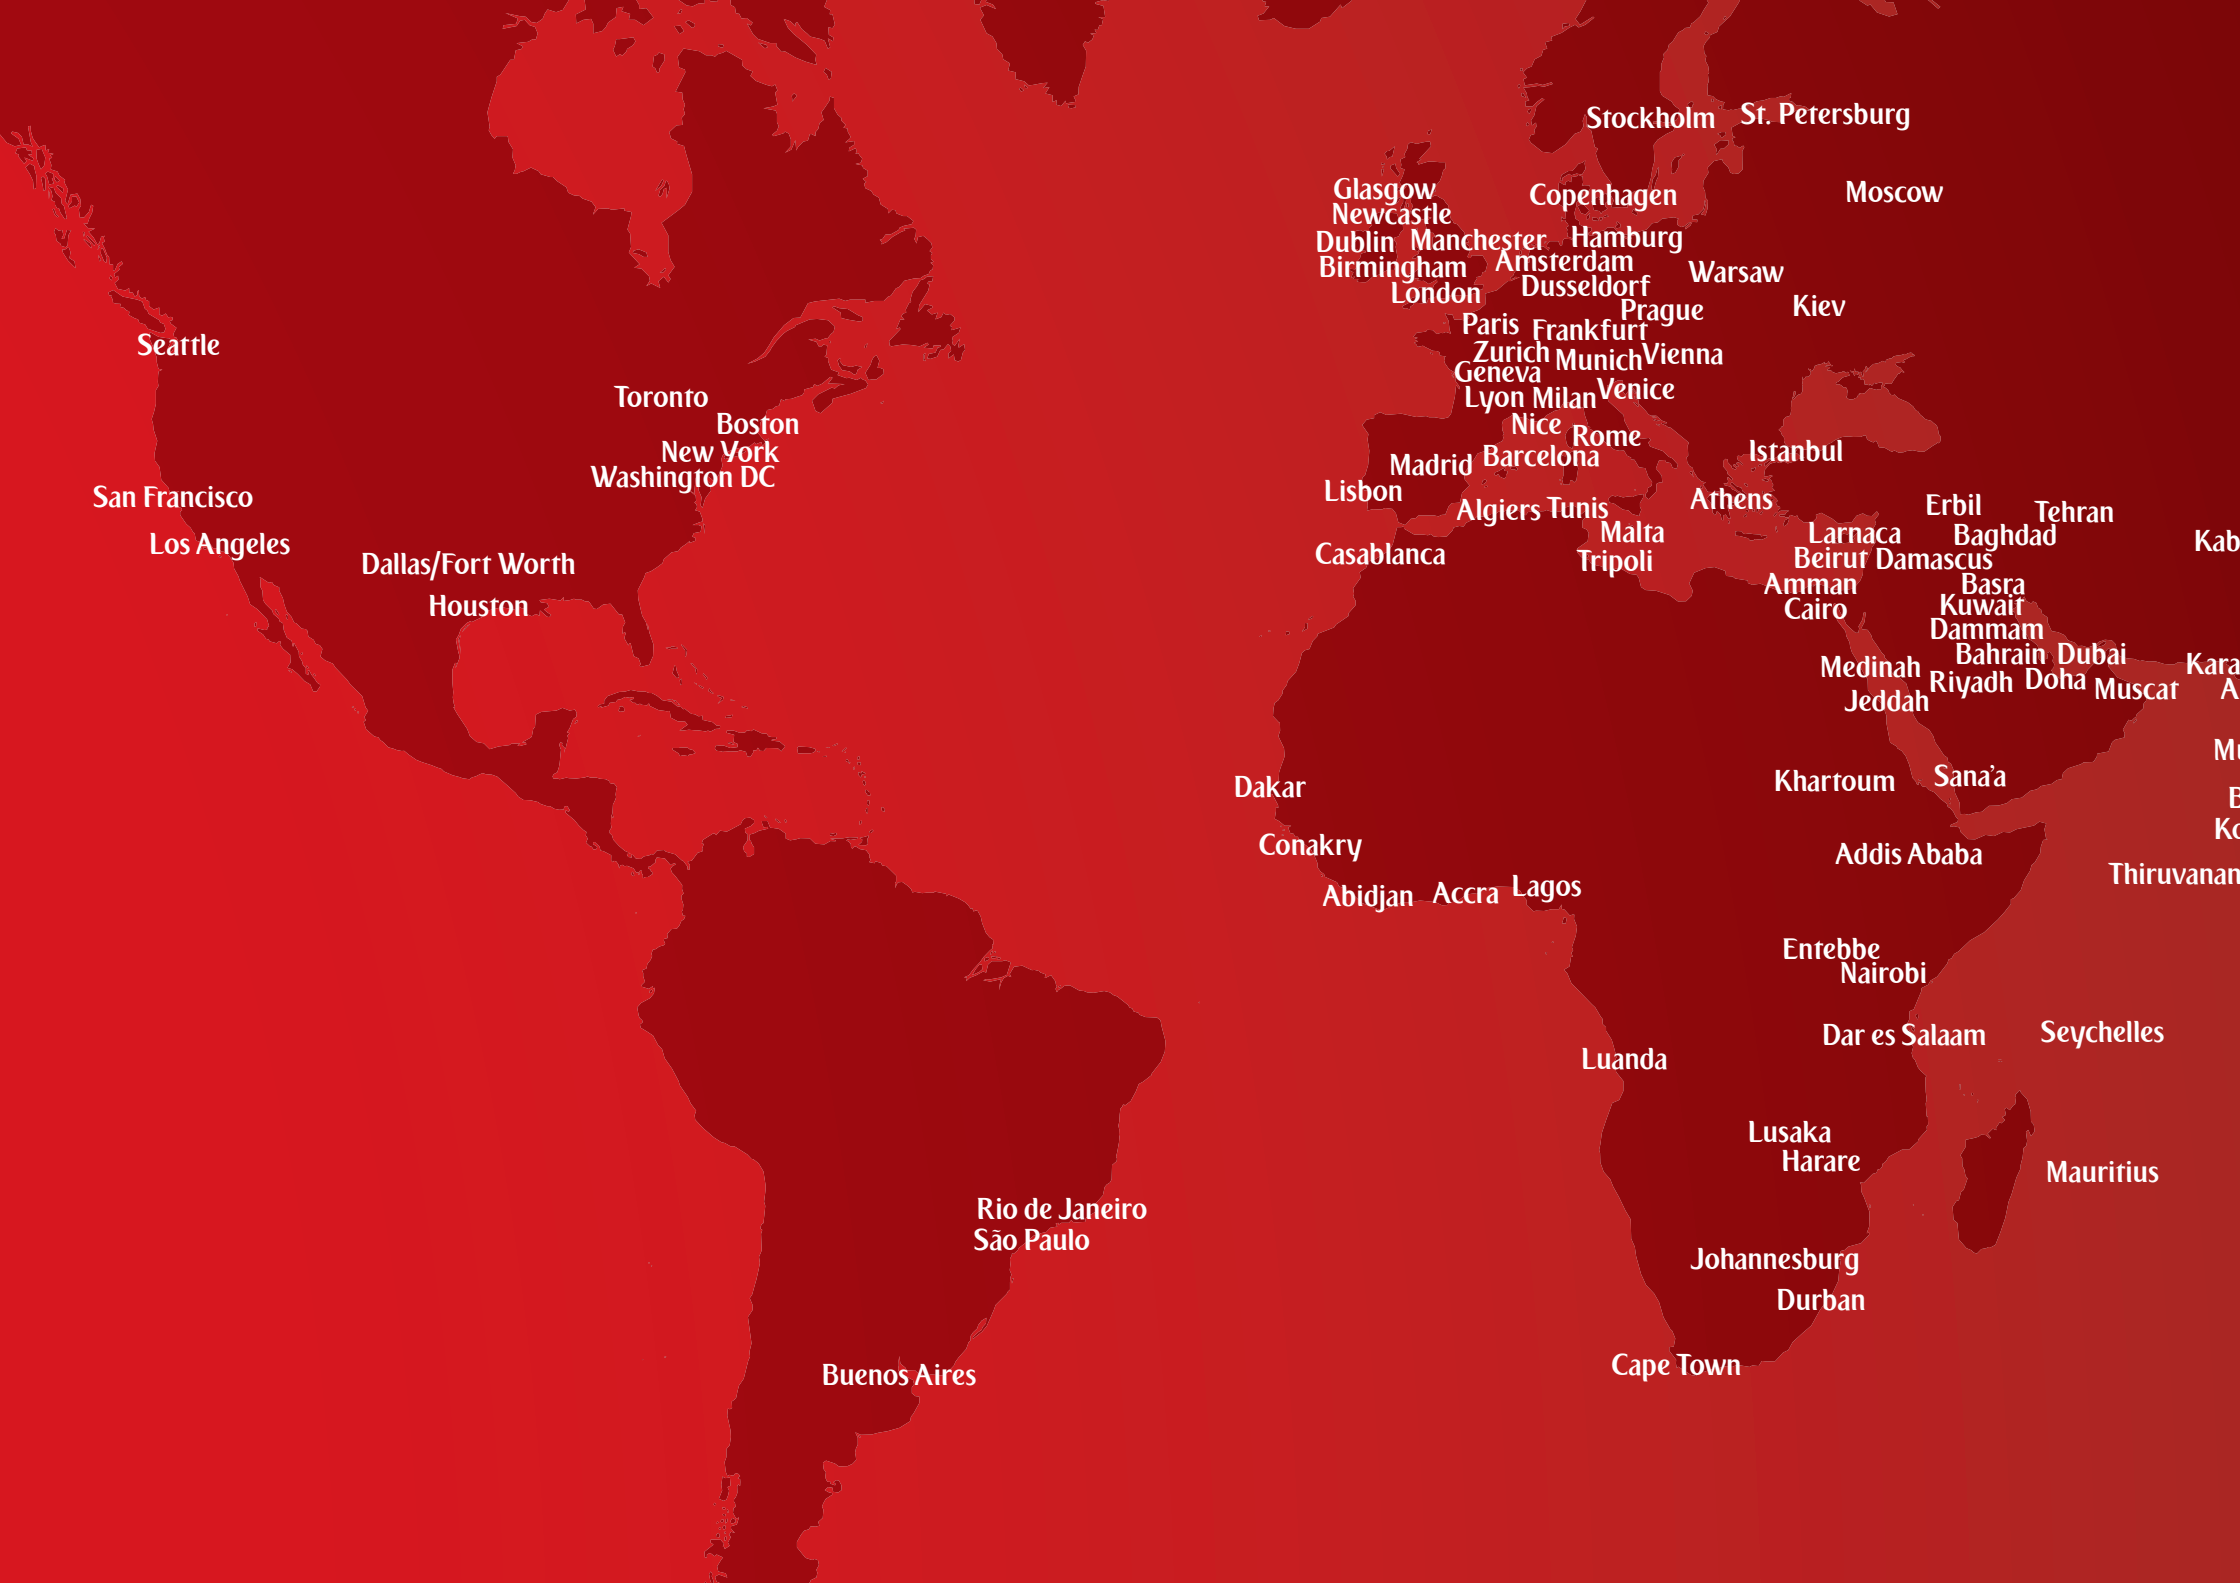 Stockholm
St. Petersburg
Glasgow
Copenhagen
Moscow
Newcastle
Dublin
Manchester
Hamburg
Birmingham
Amsterdam
Warsaw
London
Dusseldorf
Prague
Kiev
Paris
Frankfurt
Seattle
Zurich
Munich
Vienna
Geneva
Toronto
Lyon
Milan
Venice
Boston
Nice
Rome
New York
Washington DC
Madrid
Barcelona
Istanbul
San Francisco
Lisbon
Algiers
Tunis
Athens
Erbil
Tehran
Los Angeles
Malta
Larnaca
Baghdad
Kab
Dallas/Fort Worth
Casablanca
Tripoli
Beirut
Damascus
Houston
Amman
Basra
Cairo
Kuwait
Dammam
Bahrain
Dubai
Medinah
Riyadh
Doha
Muscat
Kara
A
Jeddah
Mu
Dakar
Khartoum
Sana'a
B
Ko
Conakry
Addis Ababa
Abidjan
Accra
Lagos
Thiruvanan
Entebbe
Nairobi
Dar es Salaam
Seychelles
Luanda
Lusaka
Harare
Mauritius
Rio de Janeiro
São Paulo
Johannesburg
Durban
Buenos Aires
Cape Town